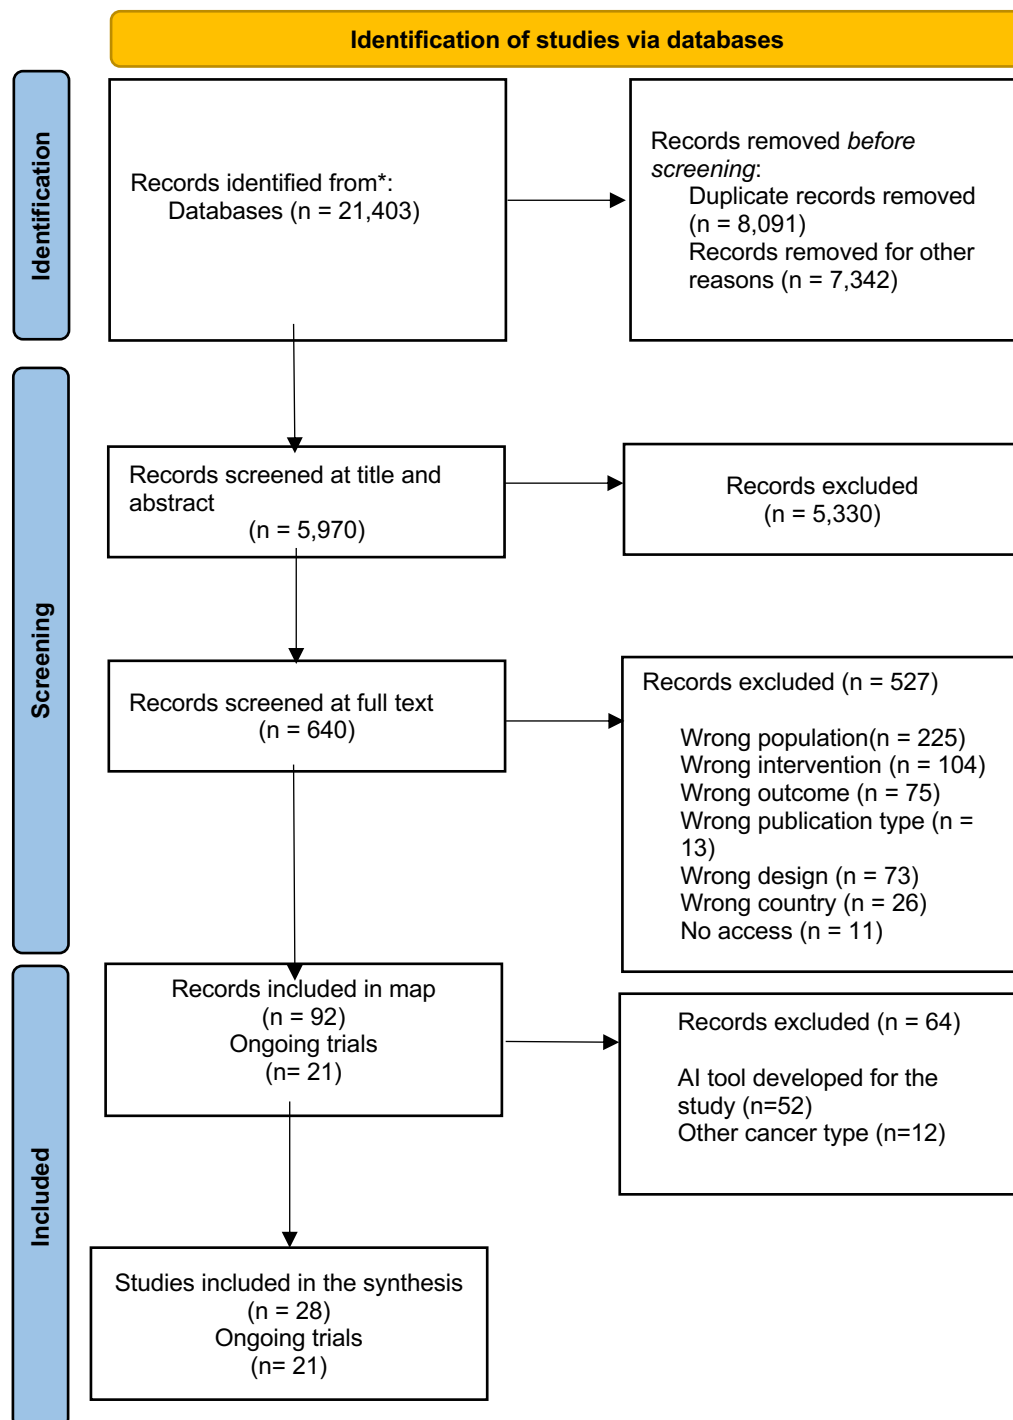 Identification of studies via databases
Identification
Records identified from*:
Databases (n = 21,403)
Records removed before
screening:
Duplicate records removed
(n = 8,091)
Records removed for other
reasons (n = 7,342)
Screening
Records screened at title and
abstract
(n = 5,970)
Records excluded
(n = 5,330)
Records screened at full text
(n = 640)
Records excluded (n = 527)
Wrong population(n = 225)
Wrong intervention (n = 104)
Wrong outcome (n = 75)
Wrong publication type (n =
13)
Wrong design (n = 73)
Wrong country (n = 26)
No access (n = 11)
Included
Records included in map
(n = 92)
Ongoing trials
(n= 21)
Records excluded (n = 64)
AI tool developed for the
study (n=52)
Other cancer type (n=12)
Studies included in the synthesis
(n = 28)
Ongoing trials
(n= 21)